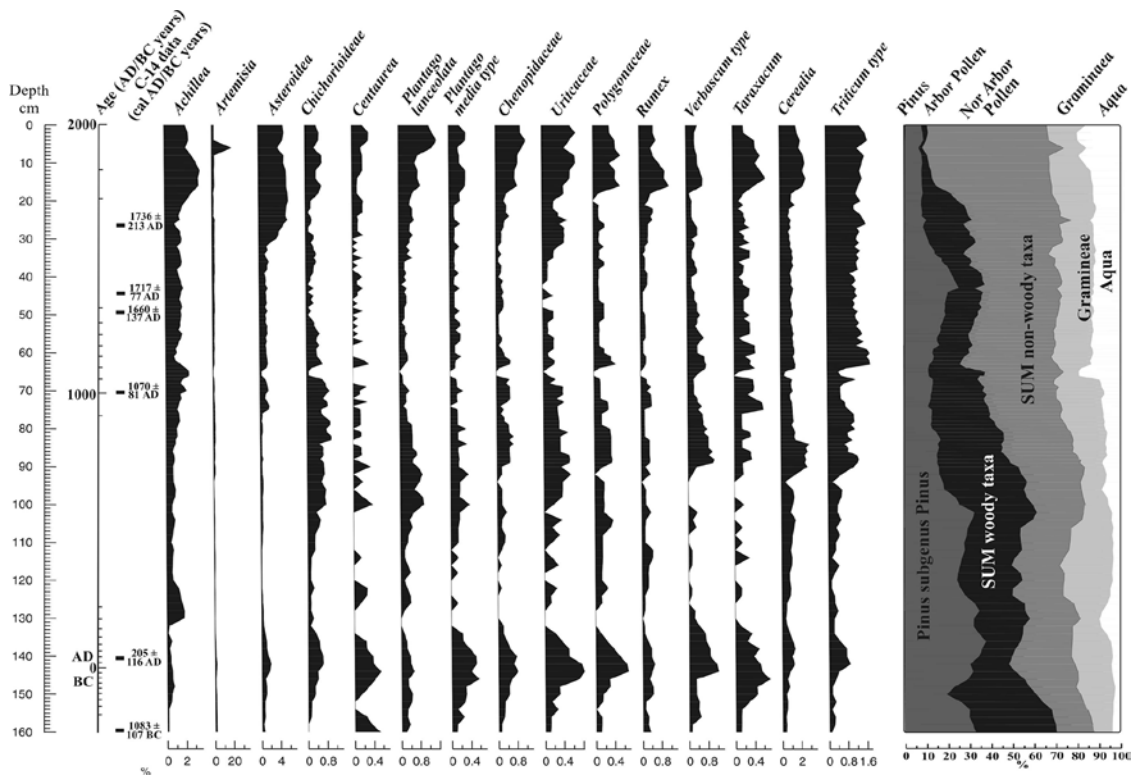 Depth
cm
Age (AD/BC years)
C-14 data
(cal AD/BC years)
Achillea
Artemisia
Asteroidea
Chichorioideae
Centaurea
Plantago
lanceolata
Plantago
media type
Chenopidaceae
Uritcaceae
Polygonaceae
Rumex
Verbascum type
Taraxacum
Cerealia
Triticum type
Pinus
Arbor Pollen
Nor Arbor
Pollen
Graminaea
Aqua
0
10
20
30
40
50
60
70
80
90
100
110
120
130
140
150
160
2000
1000
AD
0
BC
1736 ±
213 AD
1717 ±
77 AD
1660 ±
137 AD
1070 ±
81 AD
205 ±
116 AD
1083 ±
107 BC
Pinus subgenus Pinus
SUM woody taxa
SUM non-woody taxa
Gramineae
Aqua
0 2 0 20 0 2 0 0.8 0 0.4 0 0.8 0 0.4 0 0.8 0 0.4 0 0.4 0 0.8 0 0.8 0 0.4 0 2 0 0.8 1.6 0 10 20 30 40 50 60 70 80 90 100
% %